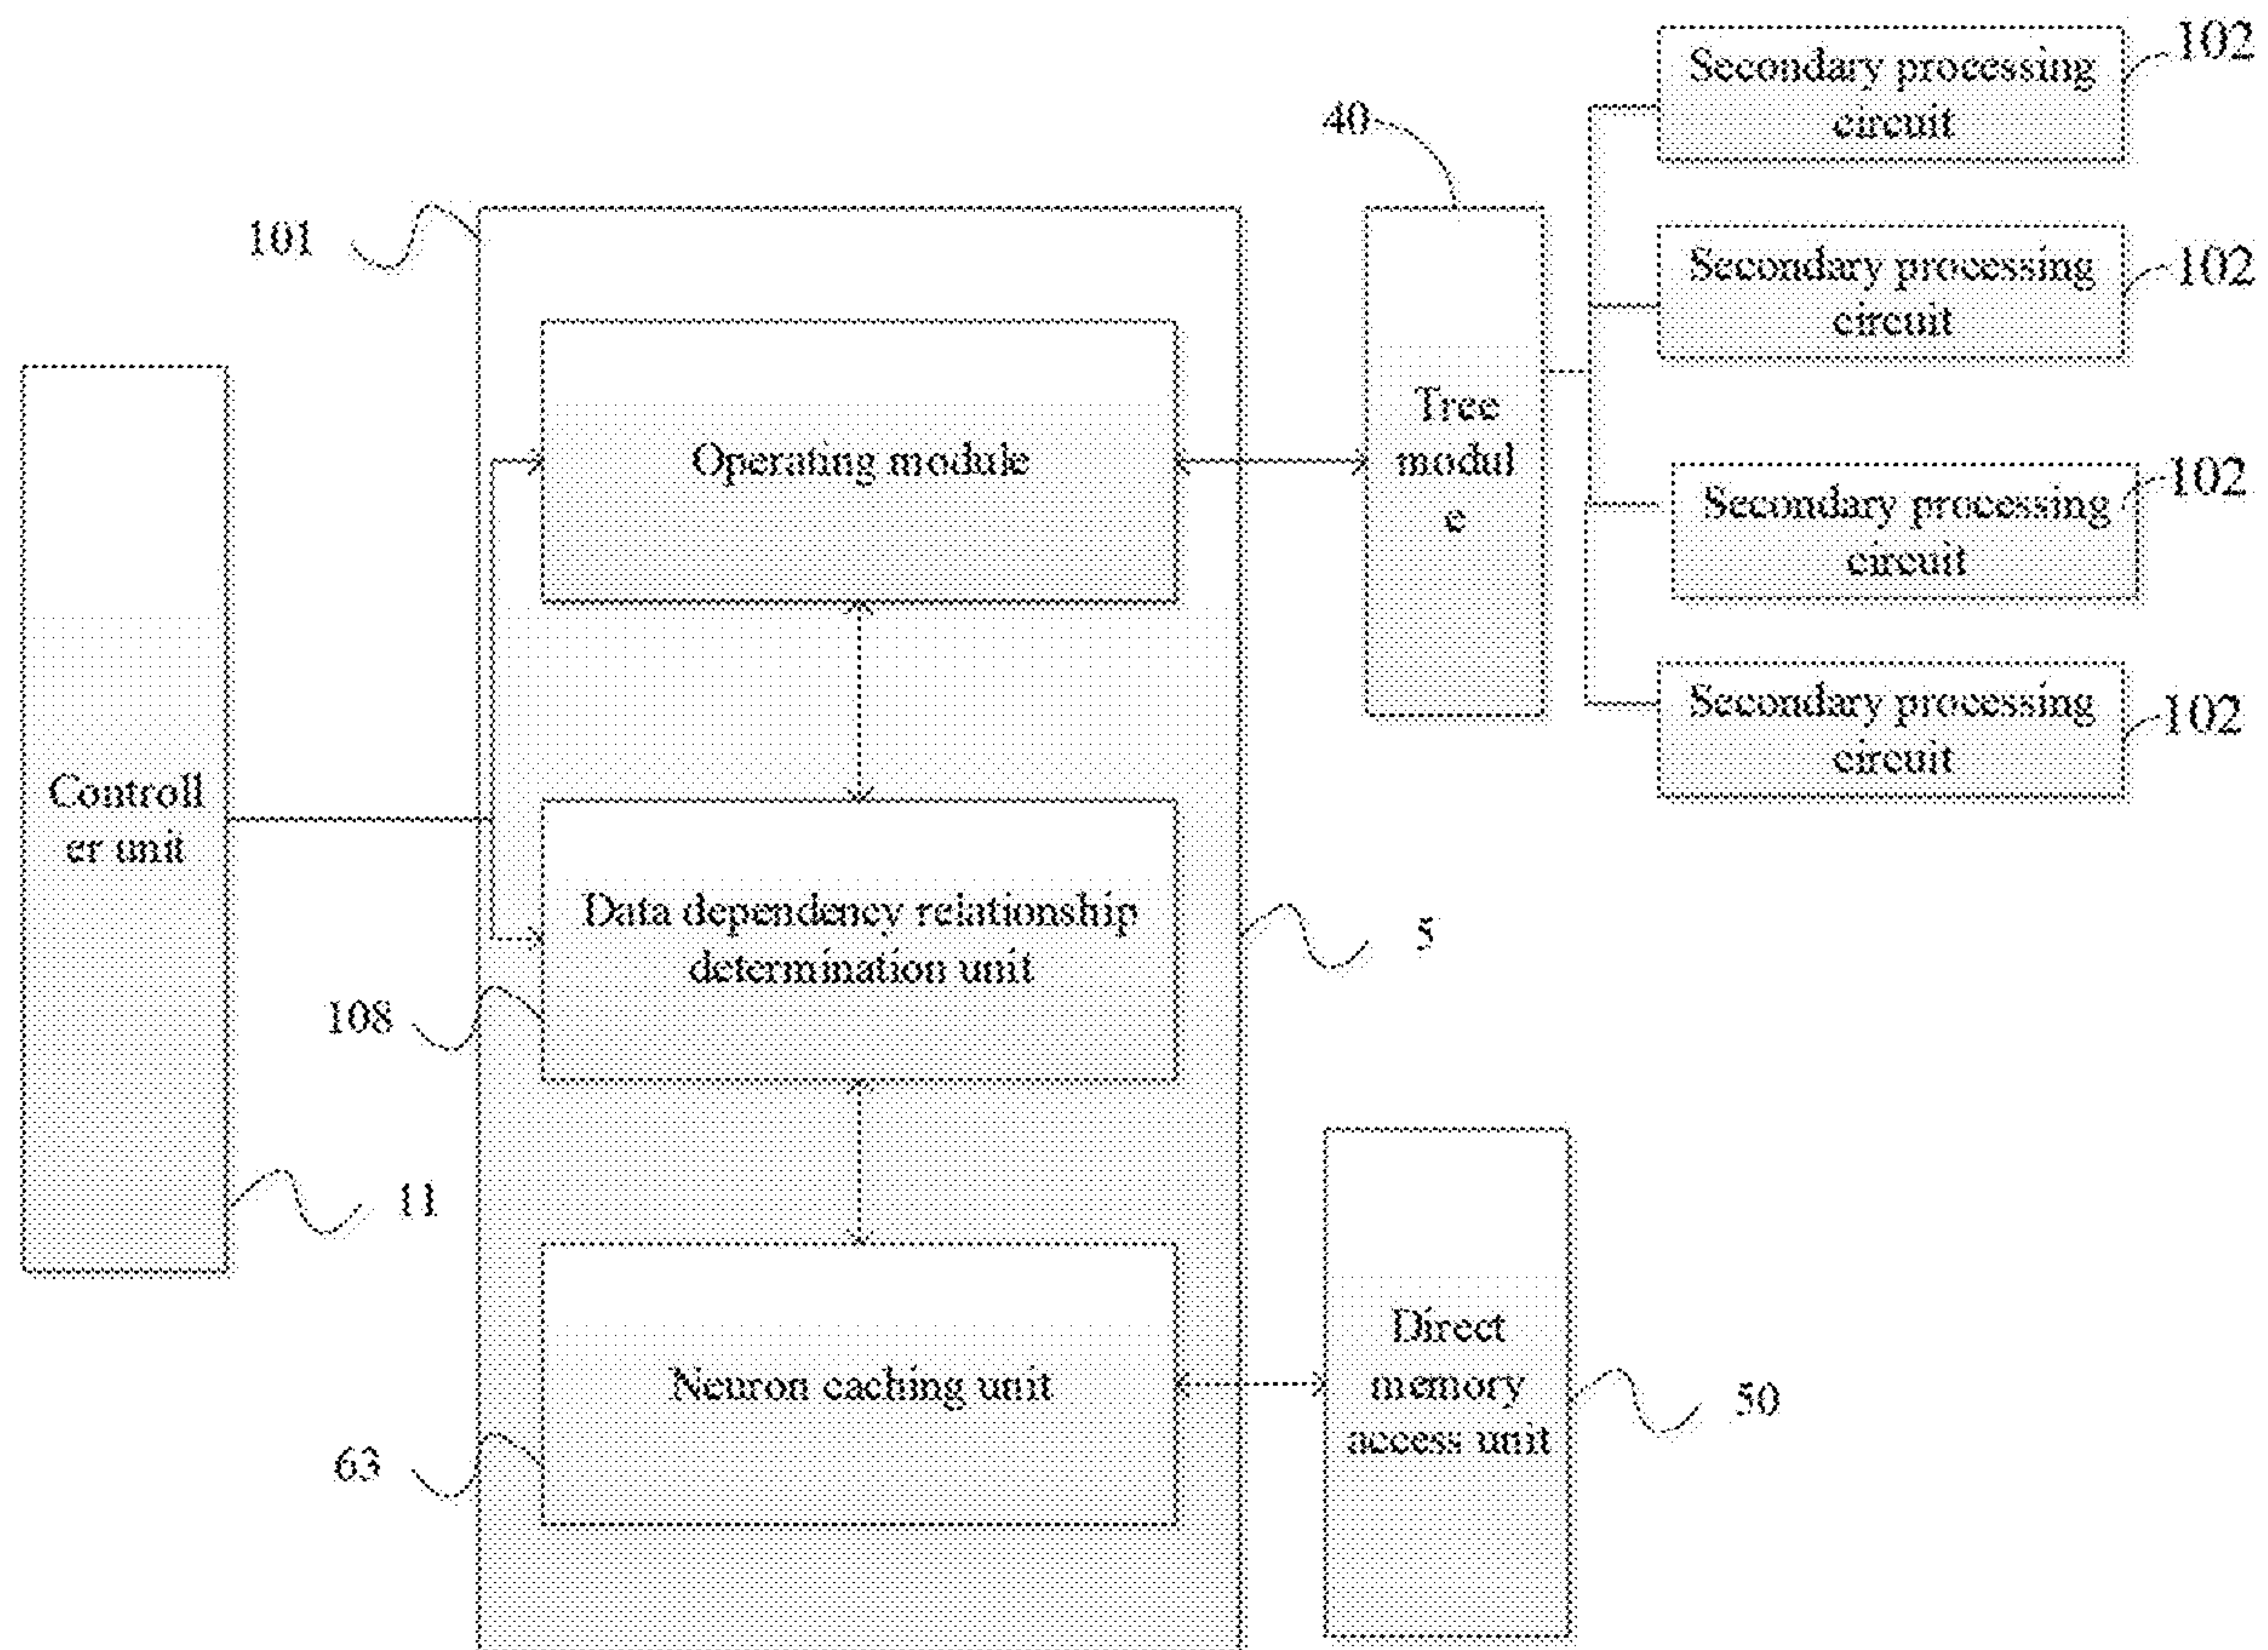 Secondary processing
circuit
102
40
101
Secondary processing
circuit
102
Tree
modul
e
Operating module
Secondary processing
circuit
102
Secondary processing
circuit
102
Controll
er unit
Data dependency relationship
determination unit
5
108
11
Direct
memory
access unit
Neuron caching unit
50
63